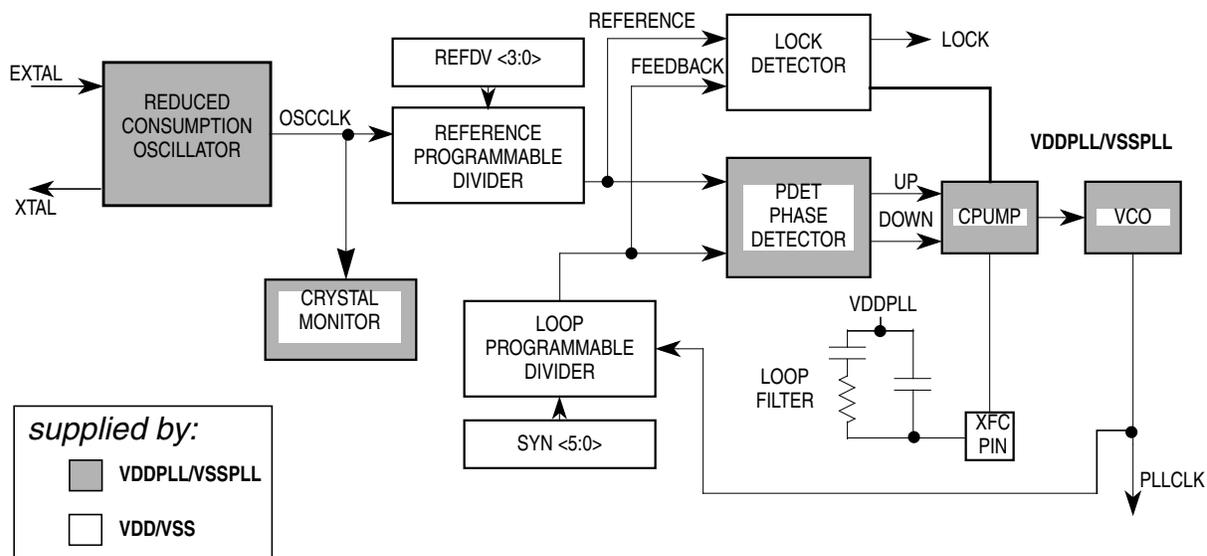 EXTAL
XTAL
REDUCED
CONSUMPTION
OSCILLATOR
OSCCLK
CRYSTAL
MONITOR
REFDV <3:0>
REFERENCE
PROGRAMMABLE
DIVIDER
REFERENCE
FEEDBACK
LOCK
DETECTOR
LOCK
VDDPLL/VSSPLL
PDET
PHASE
DETECTOR
UP
DOWN
CPUMP
VCO
LOOP
PROGRAMMABLE
DIVIDER
SYN <5:0>
VDDPLL
LOOP
FILTER
XFC
PIN
PLLCLK
supplied by:
VDDPLL/VSSPLL
VDD/VSS